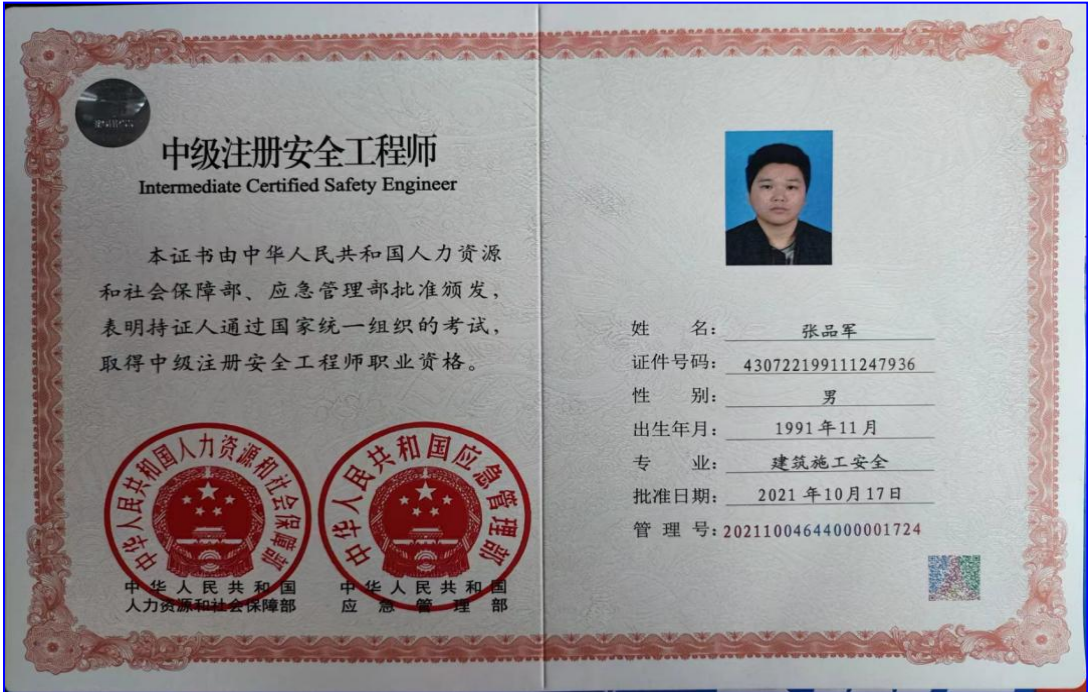 中级注册安全工程师
Intermediate Certified Safety Engineer
本证书由中华人民共和国人力资源
和社会保障部、应急管理部批准颁发，
表明持证人通过国家统一组织的考试，
取得中级注册安全工程师职业资格。
中华人民共和国人力资源和社会保障部
中华人民共和国应急管理部
中华人民共和国
人力资源和社会保障部
中华人民共和国
应急管理部
姓 名： 张品军
证件号码： 430722199111247936
性 别： 男
出生年月： 1991年11月
专 业： 建筑施工安全
批准日期： 2021年10月17日
管 理 号：20211004644000001724